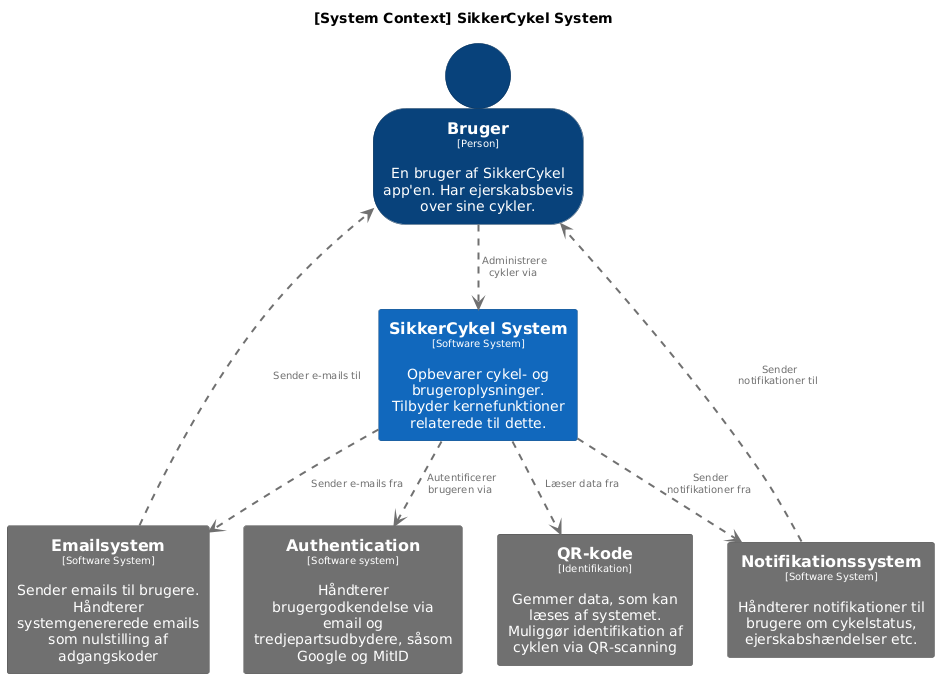 [System Context] SikkerCykel System
Bruger
[Person]
En bruger af SikkerCykel
app'en. Har ejerskabsbevis
over sine cykler.
Administrere
cykler via
SikkerCykel System
[Software System]
Opbevarer cykel- og
brugeroplysninger.
Tilbyder kernefunktioner
relaterede til dette.
Sender e-mails til
Sender
notifikationer til
Sender e-mails fra
Autentificerer
brugeren via
Læser data fra
Sender
notifikationer fra
Emailsystem
[Software System]
Sender emails til brugere.
Håndterer
systemgenererede emails
som nulstilling af
adgangskoder
Authentication
[Software system]
Håndterer
brugergodkendelse via
email og
tredjepartsudbydere, såsom
Google og MitID
QR-kode
[Identifikation]
Gemmer data, som kan
læses af systemet.
Muliggør identifikation af
cyklen via QR-scanning
Notifikationssystem
[Software System]
Håndterer notifikationer til
brugere om cykelstatus,
ejerskabshændelser etc.